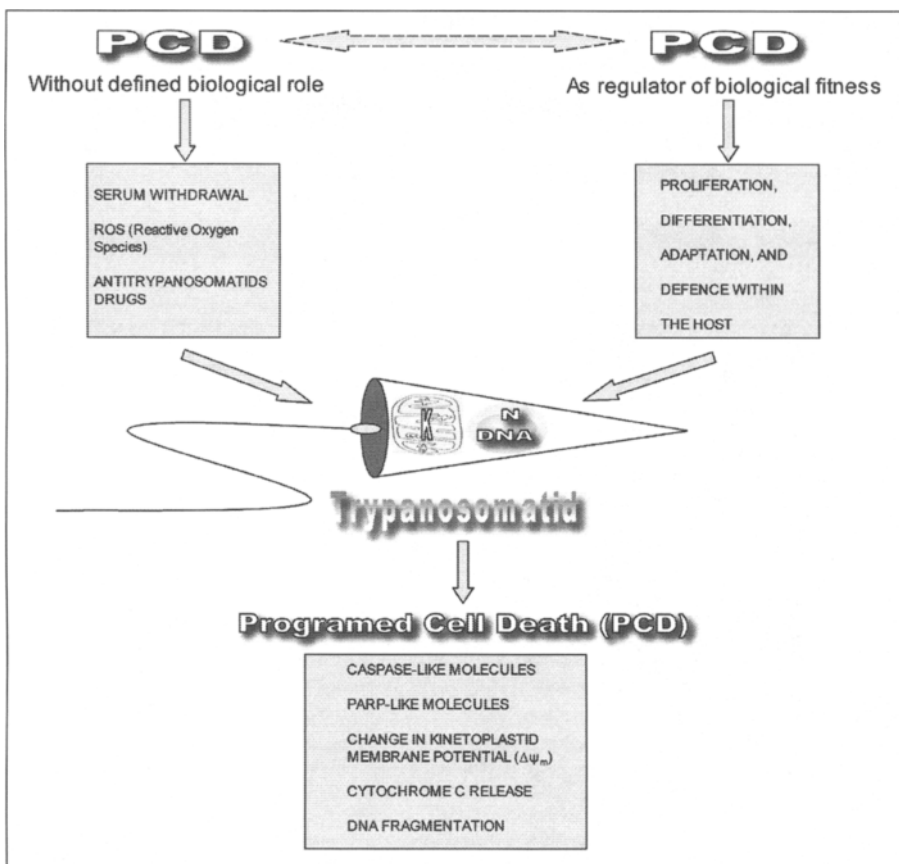 PCD
PCD
Without defined biological role
As regulator of biological fitness
SERUM WITHDRAWAL
ROS (Reactive Oxygen
Species)
ANTITRYPANOSOMATIDS
DRUGS
PROLIFERATION,
DIFFERENTIATION,
ADAPTATION, AND
DEFENCE WITHIN
THE HOST
K
N
DNA
Trypanosomatid
Programed Cell Death (PCD)
CASPASE-LIKE MOLECULES
PARP-LIKE MOLECULES
CHANGE IN KINETOPLASTID
MEMBRANE POTENTIAL (Δψm)
CYTOCHROME C RELEASE
DNA FRAGMENTATION